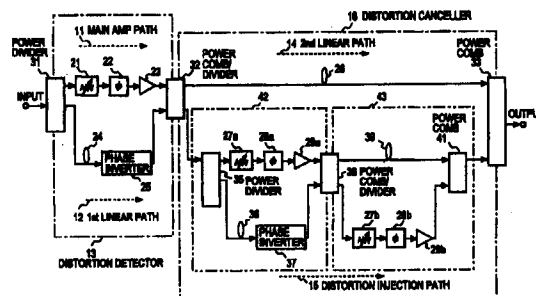 16 DISTORTION CANCELLER
11 MAIN AMP PATH
14 2nd LINEAR PATH
POWER DIVIDER
31
21
22
23
32
POWER COMB/DIVIDER
26
POWER COMB
33
INPUT
φ
24
PHASE INVERTER
25
12 1st LINEAR PATH
13
DISTORTION DETECTOR
42
43
27a
28a
29a
φ
35
POWER DIVIDER
36
PHASE INVERTER
37
38
POWER COMB/DIVIDER
39
POWER COMB
41
27b
28b
29b
φ
OUTPUT
15 DISTORTION INJECTION PATH